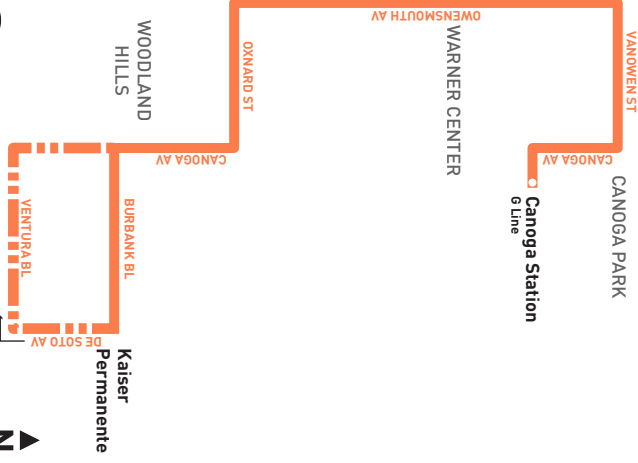 OWENSMOUTH AV
VANOWEN ST
WOODLAND
HILLS
OXNARD ST
WARNER CENTER
CANOGA AV
CANOGA AV
CANOGA PARK
Canoga Station
G Line
VENTURA BL
BURBANK BL
DE SOTO AV
Kaiser
Permanente
N